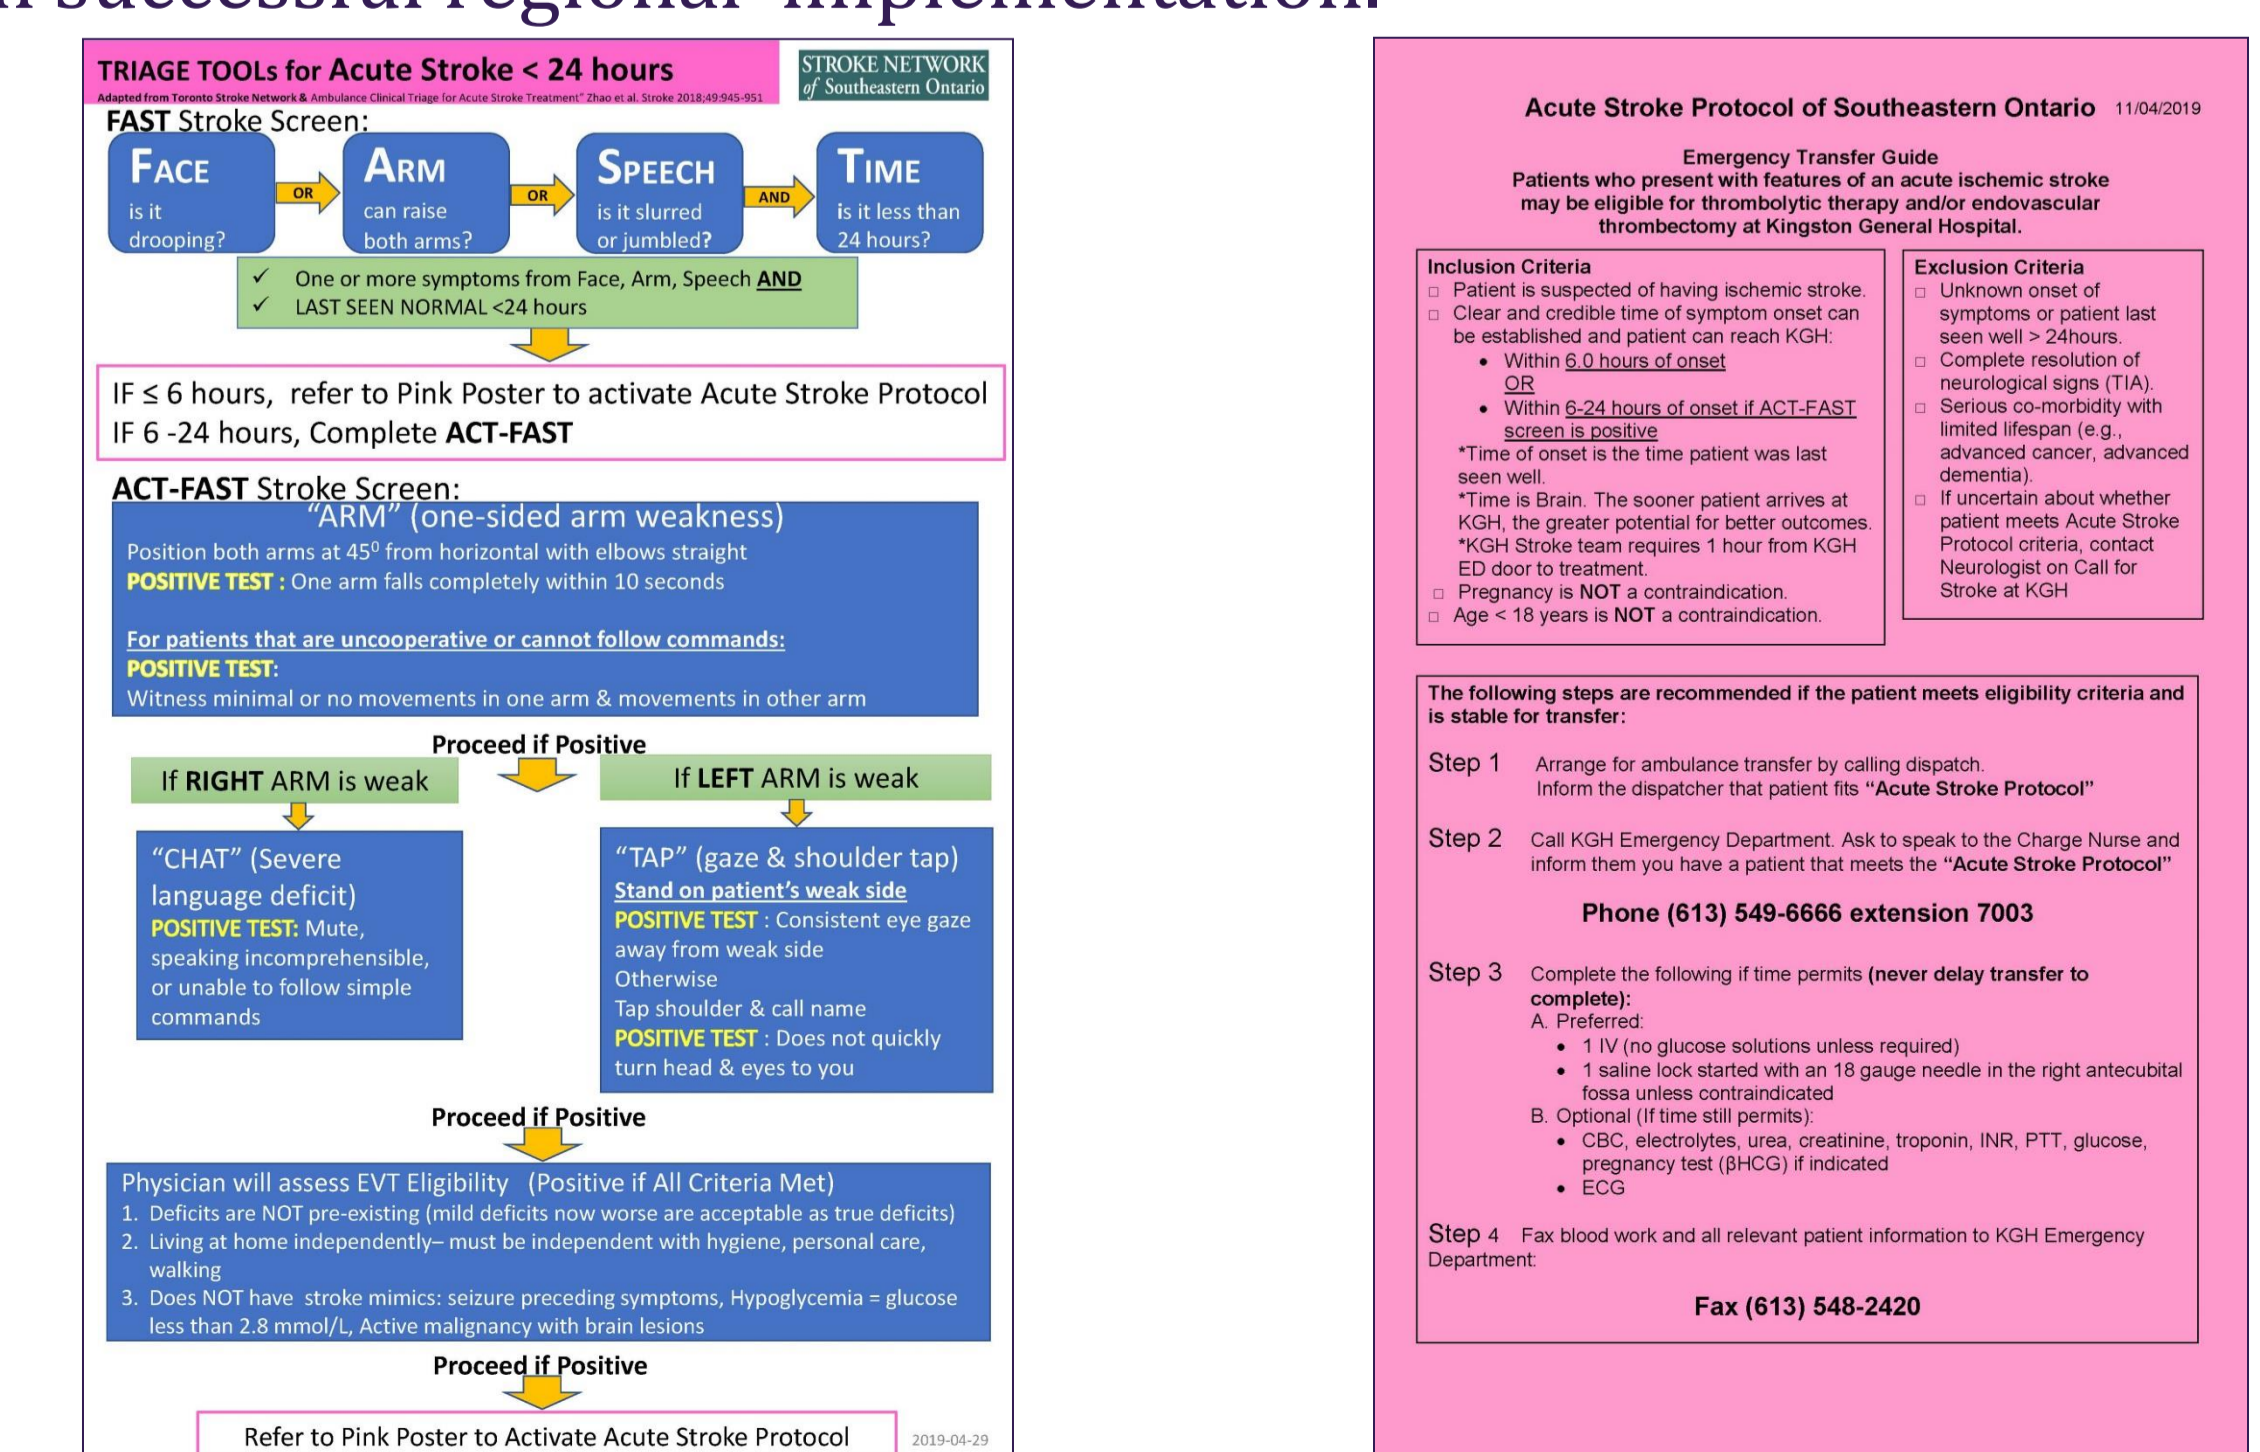 successful regional implementation.
TRIAGE TOOLs for Acute Stroke < 24 hours
Adapted from Toronto Stroke Network & Ambulance Clinical Triage for Acute Stroke Treatment" Zhao et al. Stroke 2018;49:945-951
STROKE NETWORK
of Southeastern Ontario
FAST Stroke Screen:
FACE
is it
drooping?
OR
ARM
can raise
both arms?
OR
SPEECH
is it slurred
or jumbled?
AND
TIME
is it less than
24 hours?
✓ One or more symptoms from Face, Arm, Speech AND
✓ LAST SEEN NORMAL <24 hours
IF ≤ 6 hours, refer to Pink Poster to activate Acute Stroke Protocol
IF 6 -24 hours, Complete ACT-FAST
ACT-FAST Stroke Screen:
“ARM” (one-sided arm weakness)
Position both arms at 45⁰ from horizontal with elbows straight
POSITIVE TEST : One arm falls completely within 10 seconds
For patients that are uncooperative or cannot follow commands:
POSITIVE TEST:
Witness minimal or no movements in one arm & movements in other arm
Proceed if Positive
If RIGHT ARM is weak
“CHAT” (Severe
language deficit)
POSITIVE TEST: Mute,
speaking incomprehensible,
or unable to follow simple
commands
If LEFT ARM is weak
“TAP” (gaze & shoulder tap)
Stand on patient’s weak side
POSITIVE TEST : Consistent eye gaze
away from weak side
Otherwise
Tap shoulder & call name
POSITIVE TEST : Does not quickly
turn head & eyes to you
Proceed if Positive
Physician will assess EVT Eligibility (Positive if All Criteria Met)
1. Deficits are NOT pre-existing (mild deficits now worse are acceptable as true deficits)
2. Living at home independently– must be independent with hygiene, personal care,
walking
3. Does NOT have stroke mimics: seizure preceding symptoms, Hypoglycemia = glucose
less than 2.8 mmol/L, Active malignancy with brain lesions
Proceed if Positive
Refer to Pink Poster to Activate Acute Stroke Protocol
2019-04-29
Acute Stroke Protocol of Southeastern Ontario 11/04/2019
Emergency Transfer Guide
Patients who present with features of an acute ischemic stroke
may be eligible for thrombolytic therapy and/or endovascular
thrombectomy at Kingston General Hospital.
Inclusion Criteria
□ Patient is suspected of having ischemic stroke.
□ Clear and credible time of symptom onset can
be established and patient can reach KGH:
• Within 6.0 hours of onset
OR
• Within 6-24 hours of onset if ACT-FAST
screen is positive
*Time of onset is the time patient was last
seen well.
*Time is Brain. The sooner patient arrives at
KGH, the greater potential for better outcomes.
*KGH Stroke team requires 1 hour from KGH
ED door to treatment.
□ Pregnancy is NOT a contraindication.
□ Age < 18 years is NOT a contraindication.
Exclusion Criteria
□ Unknown onset of
symptoms or patient last
seen well > 24hours.
□ Complete resolution of
neurological signs (TIA).
□ Serious co-morbidity with
limited lifespan (e.g.,
advanced cancer, advanced
dementia).
□ If uncertain about whether
patient meets Acute Stroke
Protocol criteria, contact
Neurologist on Call for
Stroke at KGH
The following steps are recommended if the patient meets eligibility criteria and
is stable for transfer:
Step 1 Arrange for ambulance transfer by calling dispatch.
Inform the dispatcher that patient fits “Acute Stroke Protocol”
Step 2 Call KGH Emergency Department. Ask to speak to the Charge Nurse and
inform them you have a patient that meets the “Acute Stroke Protocol”
Phone (613) 549-6666 extension 7003
Step 3 Complete the following if time permits (never delay transfer to
complete):
A. Preferred:
• 1 IV (no glucose solutions unless required)
• 1 saline lock started with an 18 gauge needle in the right antecubital
fossa unless contraindicated
B. Optional (If time still permits):
• CBC, electrolytes, urea, creatinine, troponin, INR, PTT, glucose,
pregnancy test (βHCG) if indicated
• ECG
Step 4 Fax blood work and all relevant patient information to KGH Emergency
Department:
Fax (613) 548-2420